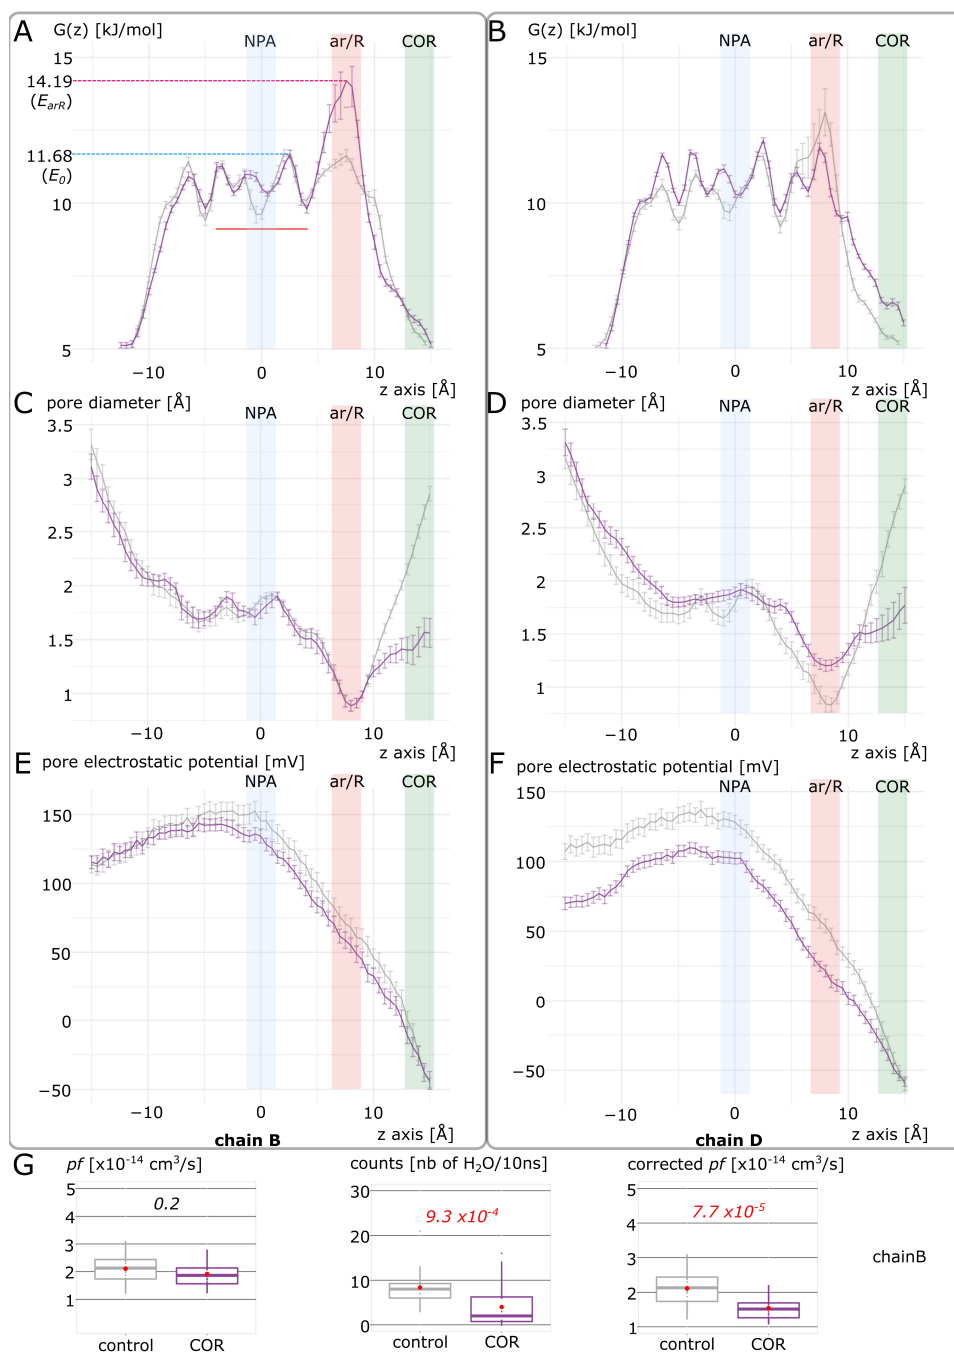 A G(z) [kJ/mol]
NPA ar/R COR
15
14.19
(EarR)
11.68
(E0)
10
5
−10 0 10
z axis [Å]
B G(z) [kJ/mol]
NPA ar/R COR
15
10
5
−10 0 10
z axis [Å]
C pore diameter [Å]
NPA ar/R COR
3.5
3
2.5
2
1.5
1
−10 0 10
z axis [Å]
D pore diameter [Å]
NPA ar/R COR
3.5
3
2.5
2
1.5
1
−10 0 10
z axis [Å]
E pore electrostatic potential [mV]
NPA ar/R COR
150
100
50
0
−50
−10 0 10
chain B z axis [Å]
F pore electrostatic potential [mV]
NPA ar/R COR
150
100
50
0
−50
−10 0 10
chain D z axis [Å]
G pf [x10⁻¹⁴ cm³/s]
5
4
3
2
1
0.2
control COR
counts [nb of H₂O/10ns]
30
20
10
0
9.3 x10⁻⁴
control COR
corrected pf [x10⁻¹⁴ cm³/s]
5
4
3
2
1
7.7 x10⁻⁵
control COR
chainB